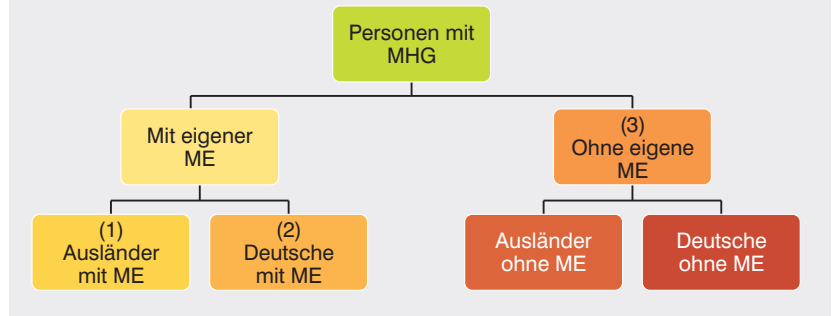 Personen mit
MHG
Mit eigener
ME
(3)
Ohne eigene
ME
(1)
Ausländer
mit ME
(2)
Deutsche
mit ME
Ausländer
ohne ME
Deutsche
ohne ME